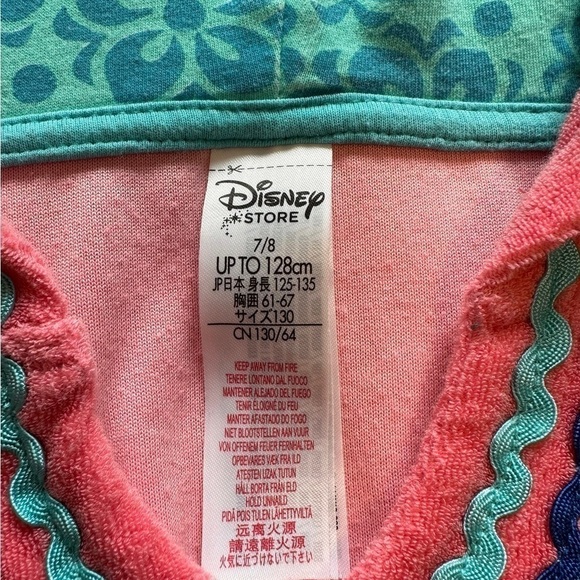 Disney
STORE
7/8
UP TO 128cm
JP日本 身長 125-135
胸囲 61-67
サイズ130
CN 130/64
KEEP AWAY FROM FIRE
TENERE LONTANO DAL FUOCO
MANTENER ALEJADO DEL FUEGO
TENIR ÉLOIGNÉ DU FEU
MANTER AFASTADO DO FOGO
NIET BLOOTSTELLEN AAN VUUR
VON OFFENEM FEUER FERNHALTEN
OPBEVARES VÆK FRA ILD
ATEŞTEN UZAK TUTUN
HÅLL BORTA FRÅN ELD
HOLD UNNAILD
PIDÄ POIS TULEN LÄHETTYVILTÄ
远离火源
請遠離火源
火気に近づけないで下さい